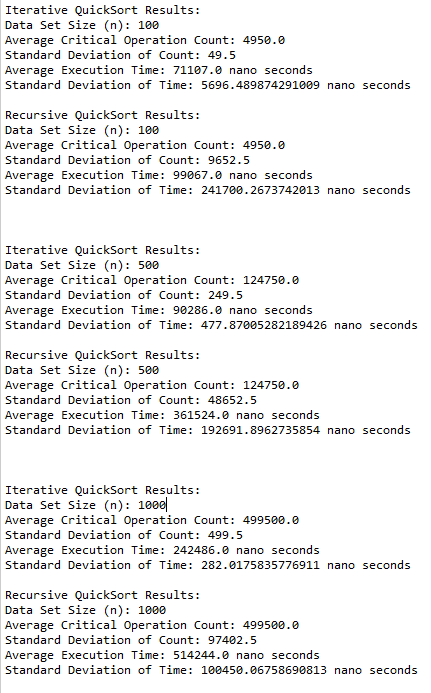 Iterative QuickSort Results:
Data Set Size (n): 100
Average Critical Operation Count: 4950.0
Standard Deviation of Count: 49.5
Average Execution Time: 71107.0 nano seconds
Standard Deviation of Time: 5696.489874291009 nano seconds
Recursive QuickSort Results:
Data Set Size (n): 100
Average Critical Operation Count: 4950.0
Standard Deviation of Count: 9652.5
Average Execution Time: 99067.0 nano seconds
Standard Deviation of Time: 241700.2673742013 nano seconds
Iterative QuickSort Results:
Data Set Size (n): 500
Average Critical Operation Count: 124750.0
Standard Deviation of Count: 249.5
Average Execution Time: 90286.0 nano seconds
Standard Deviation of Time: 477.87005282189426 nano seconds
Recursive QuickSort Results:
Data Set Size (n): 500
Average Critical Operation Count: 124750.0
Standard Deviation of Count: 48652.5
Average Execution Time: 361524.0 nano seconds
Standard Deviation of Time: 192691.8962735854 nano seconds
Iterative QuickSort Results:
Data Set Size (n): 1000
Average Critical Operation Count: 499500.0
Standard Deviation of Count: 499.5
Average Execution Time: 242486.0 nano seconds
Standard Deviation of Time: 282.0175835776911 nano seconds
Recursive QuickSort Results:
Data Set Size (n): 1000
Average Critical Operation Count: 499500.0
Standard Deviation of Count: 97402.5
Average Execution Time: 514244.0 nano seconds
Standard Deviation of Time: 100450.06758690813 nano seconds